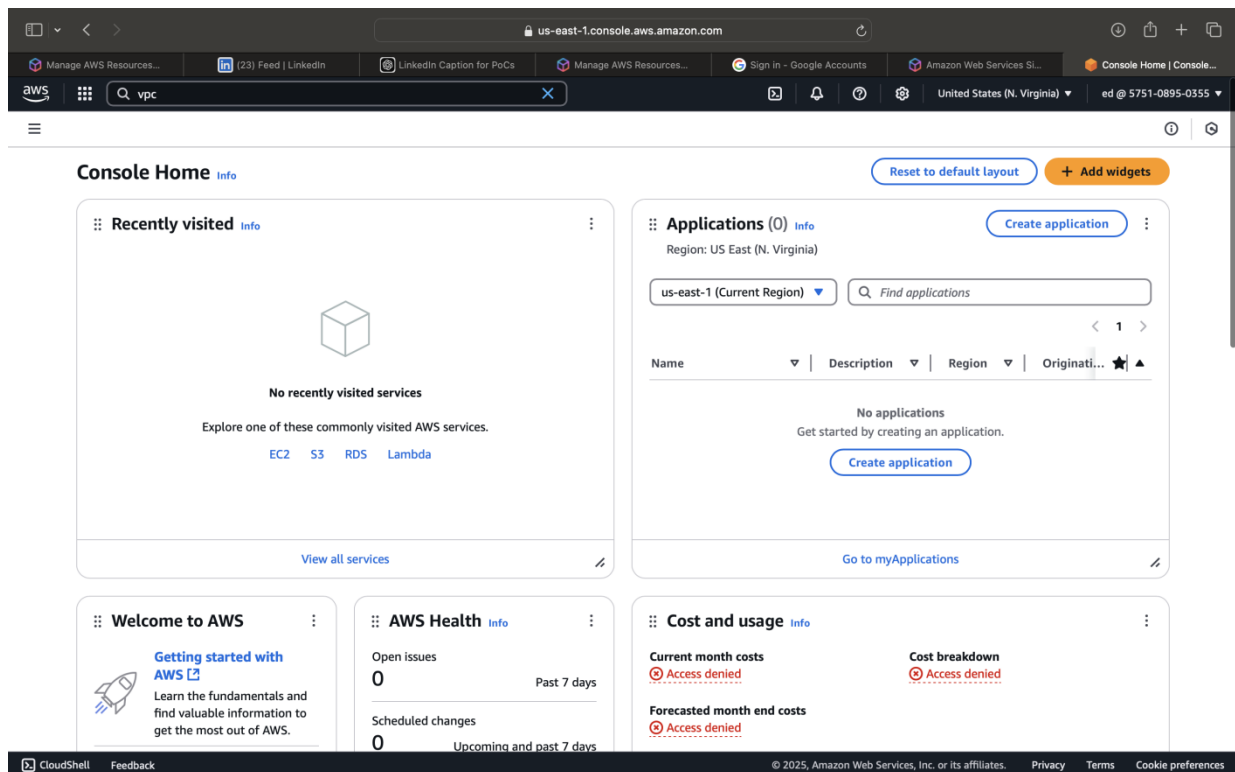 us-east-1.console.aws.amazon.com
Manage AWS Resources...
(23) Feed | LinkedIn
LinkedIn Caption for PoCs
Manage AWS Resources...
Sign in - Google Accounts
Amazon Web Services Si...
Console Home | Console...
aws
vpc
United States (N. Virginia)
ed @ 5751-0895-0355
Console Home Info
Reset to default layout
+ Add widgets
Recently visited Info
No recently visited services
Explore one of these commonly visited AWS services.
EC2 S3 RDS Lambda
View all services
Applications (0) Info
Create application
Region: US East (N. Virginia)
us-east-1 (Current Region)
Find applications
1
Name Description Region Originati...
No applications
Get started by creating an application.
Create application
Go to myApplications
Welcome to AWS
Getting started with
AWS
Learn the fundamentals and
find valuable information to
get the most out of AWS.
AWS Health Info
Open issues
0 Past 7 days
Scheduled changes
0 Upcoming and past 7 days
Cost and usage Info
Current month costs
Access denied
Forecasted month end costs
Access denied
Cost breakdown
Access denied
CloudShell Feedback
© 2025, Amazon Web Services, Inc. or its affiliates. Privacy Terms Cookie preferences